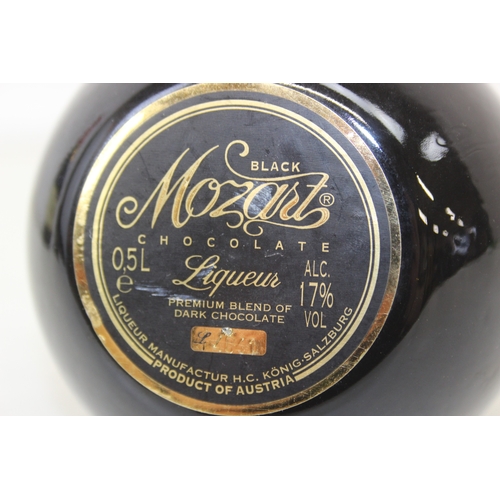 BLACK
Mozart®
CHOCOLATE
0,5L
Liqueur
ALC.
17%
VOL
e
PREMIUM BLEND OF
DARK CHOCOLATE
LIQUEUR MANUFACTUR H.C. KÖNIG-SALZBURG
PRODUCT OF AUSTRIA